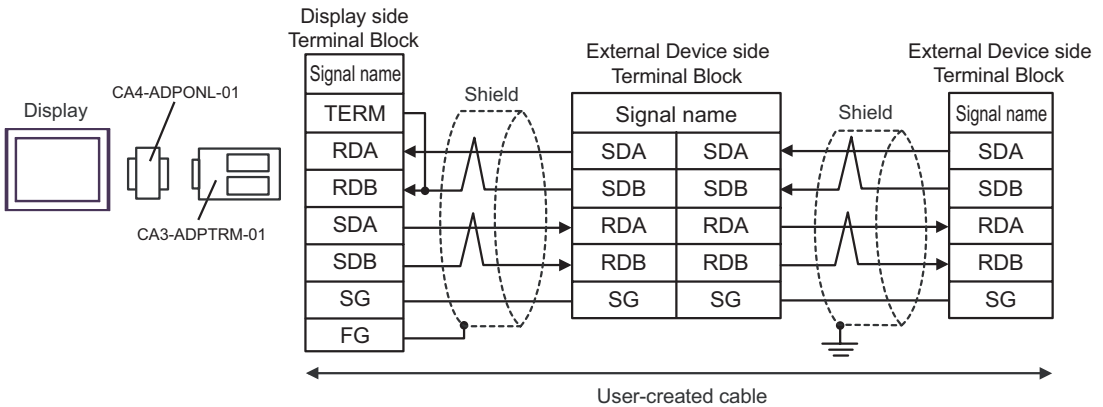 Display side
Terminal Block
Signal name
TERM
RDA
RDB
SDA
SDB
SG
FG
Display
CA4-ADPONL-01
CA3-ADPTRM-01
Shield
External Device side
Terminal Block
Signal name
SDA SDA
SDB SDB
RDA RDA
RDB RDB
SG SG
Shield
External Device side
Terminal Block
Signal name
SDA
SDB
RDA
RDB
SG
User-created cable